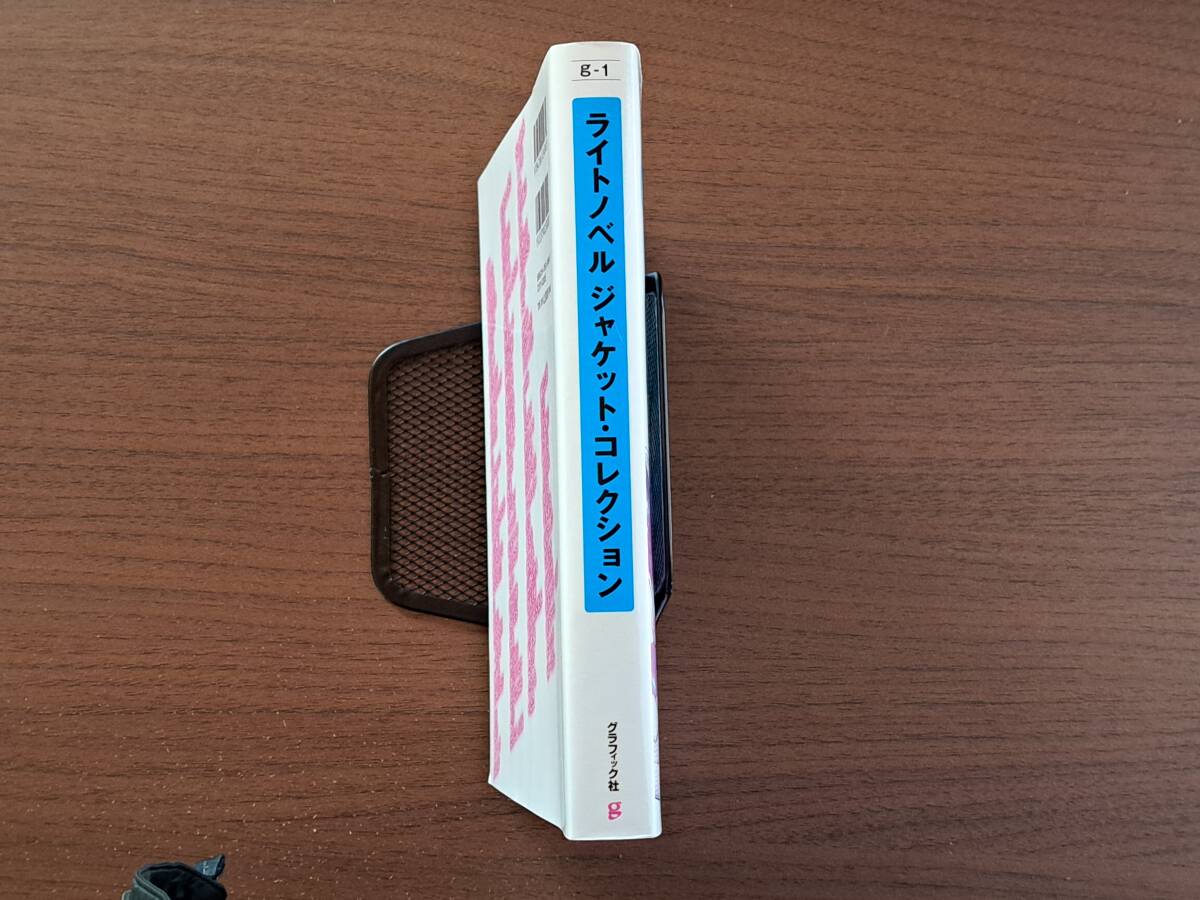 g-1
ライトノベル ジャケット・コレクション
グラフィック社
g